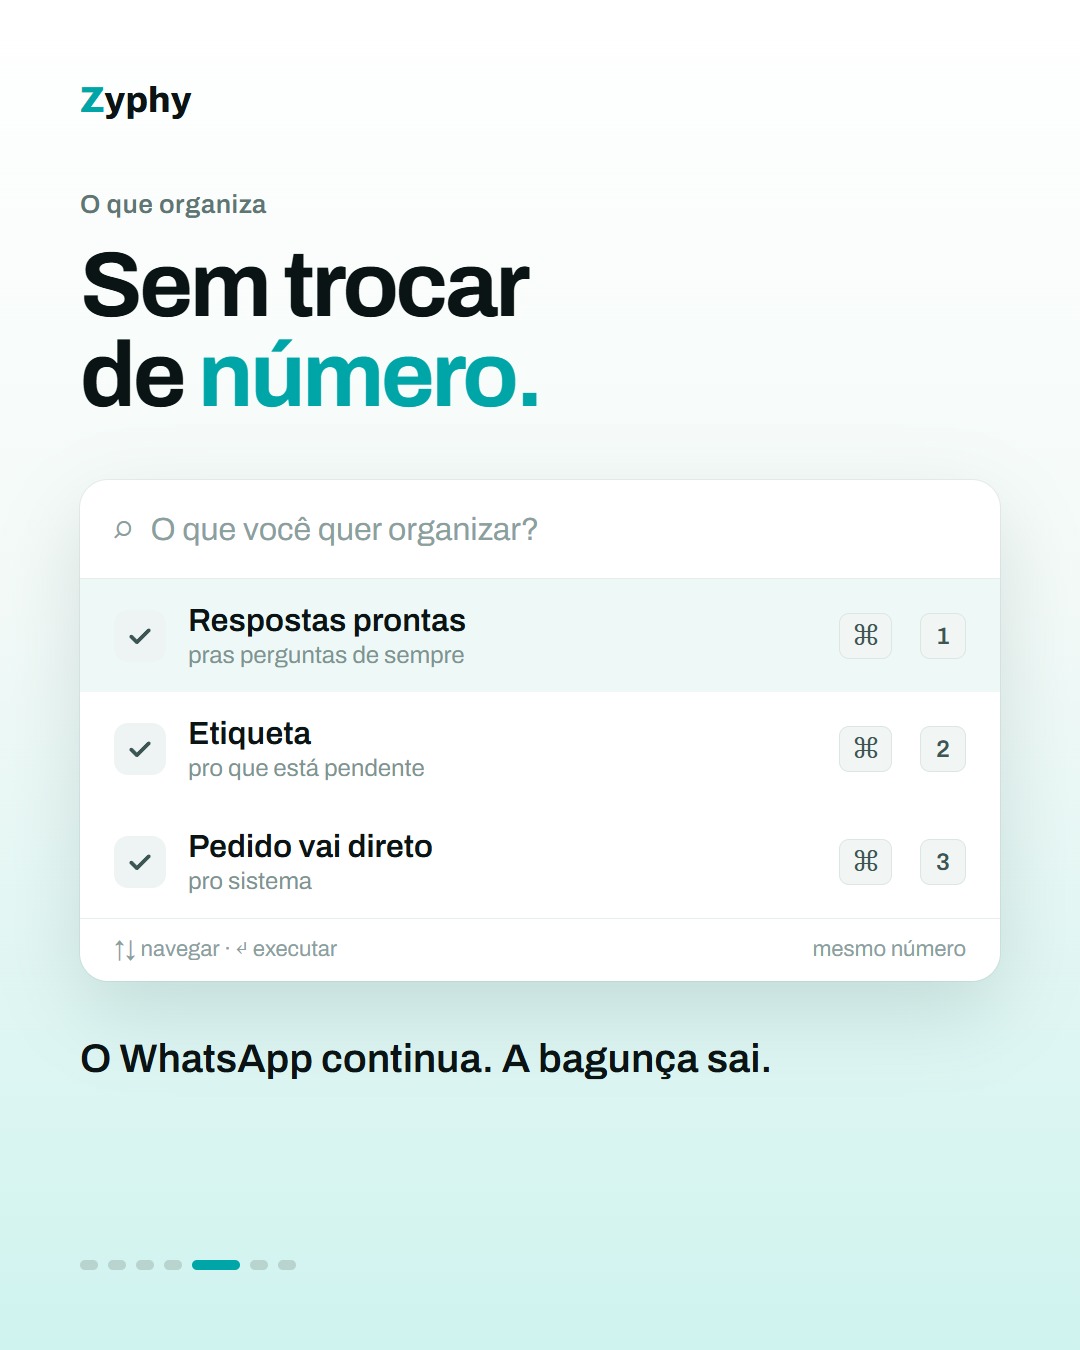 Zyphy
O que organiza
Sem trocar
de número.
O que você quer organizar?
Respostas prontas
pras perguntas de sempre
⌘ 1
Etiqueta
pro que está pendente
⌘ 2
Pedido vai direto
pro sistema
⌘ 3
↑↓ navegar · ↵ executar
mesmo número
O WhatsApp continua. A bagunça sai.